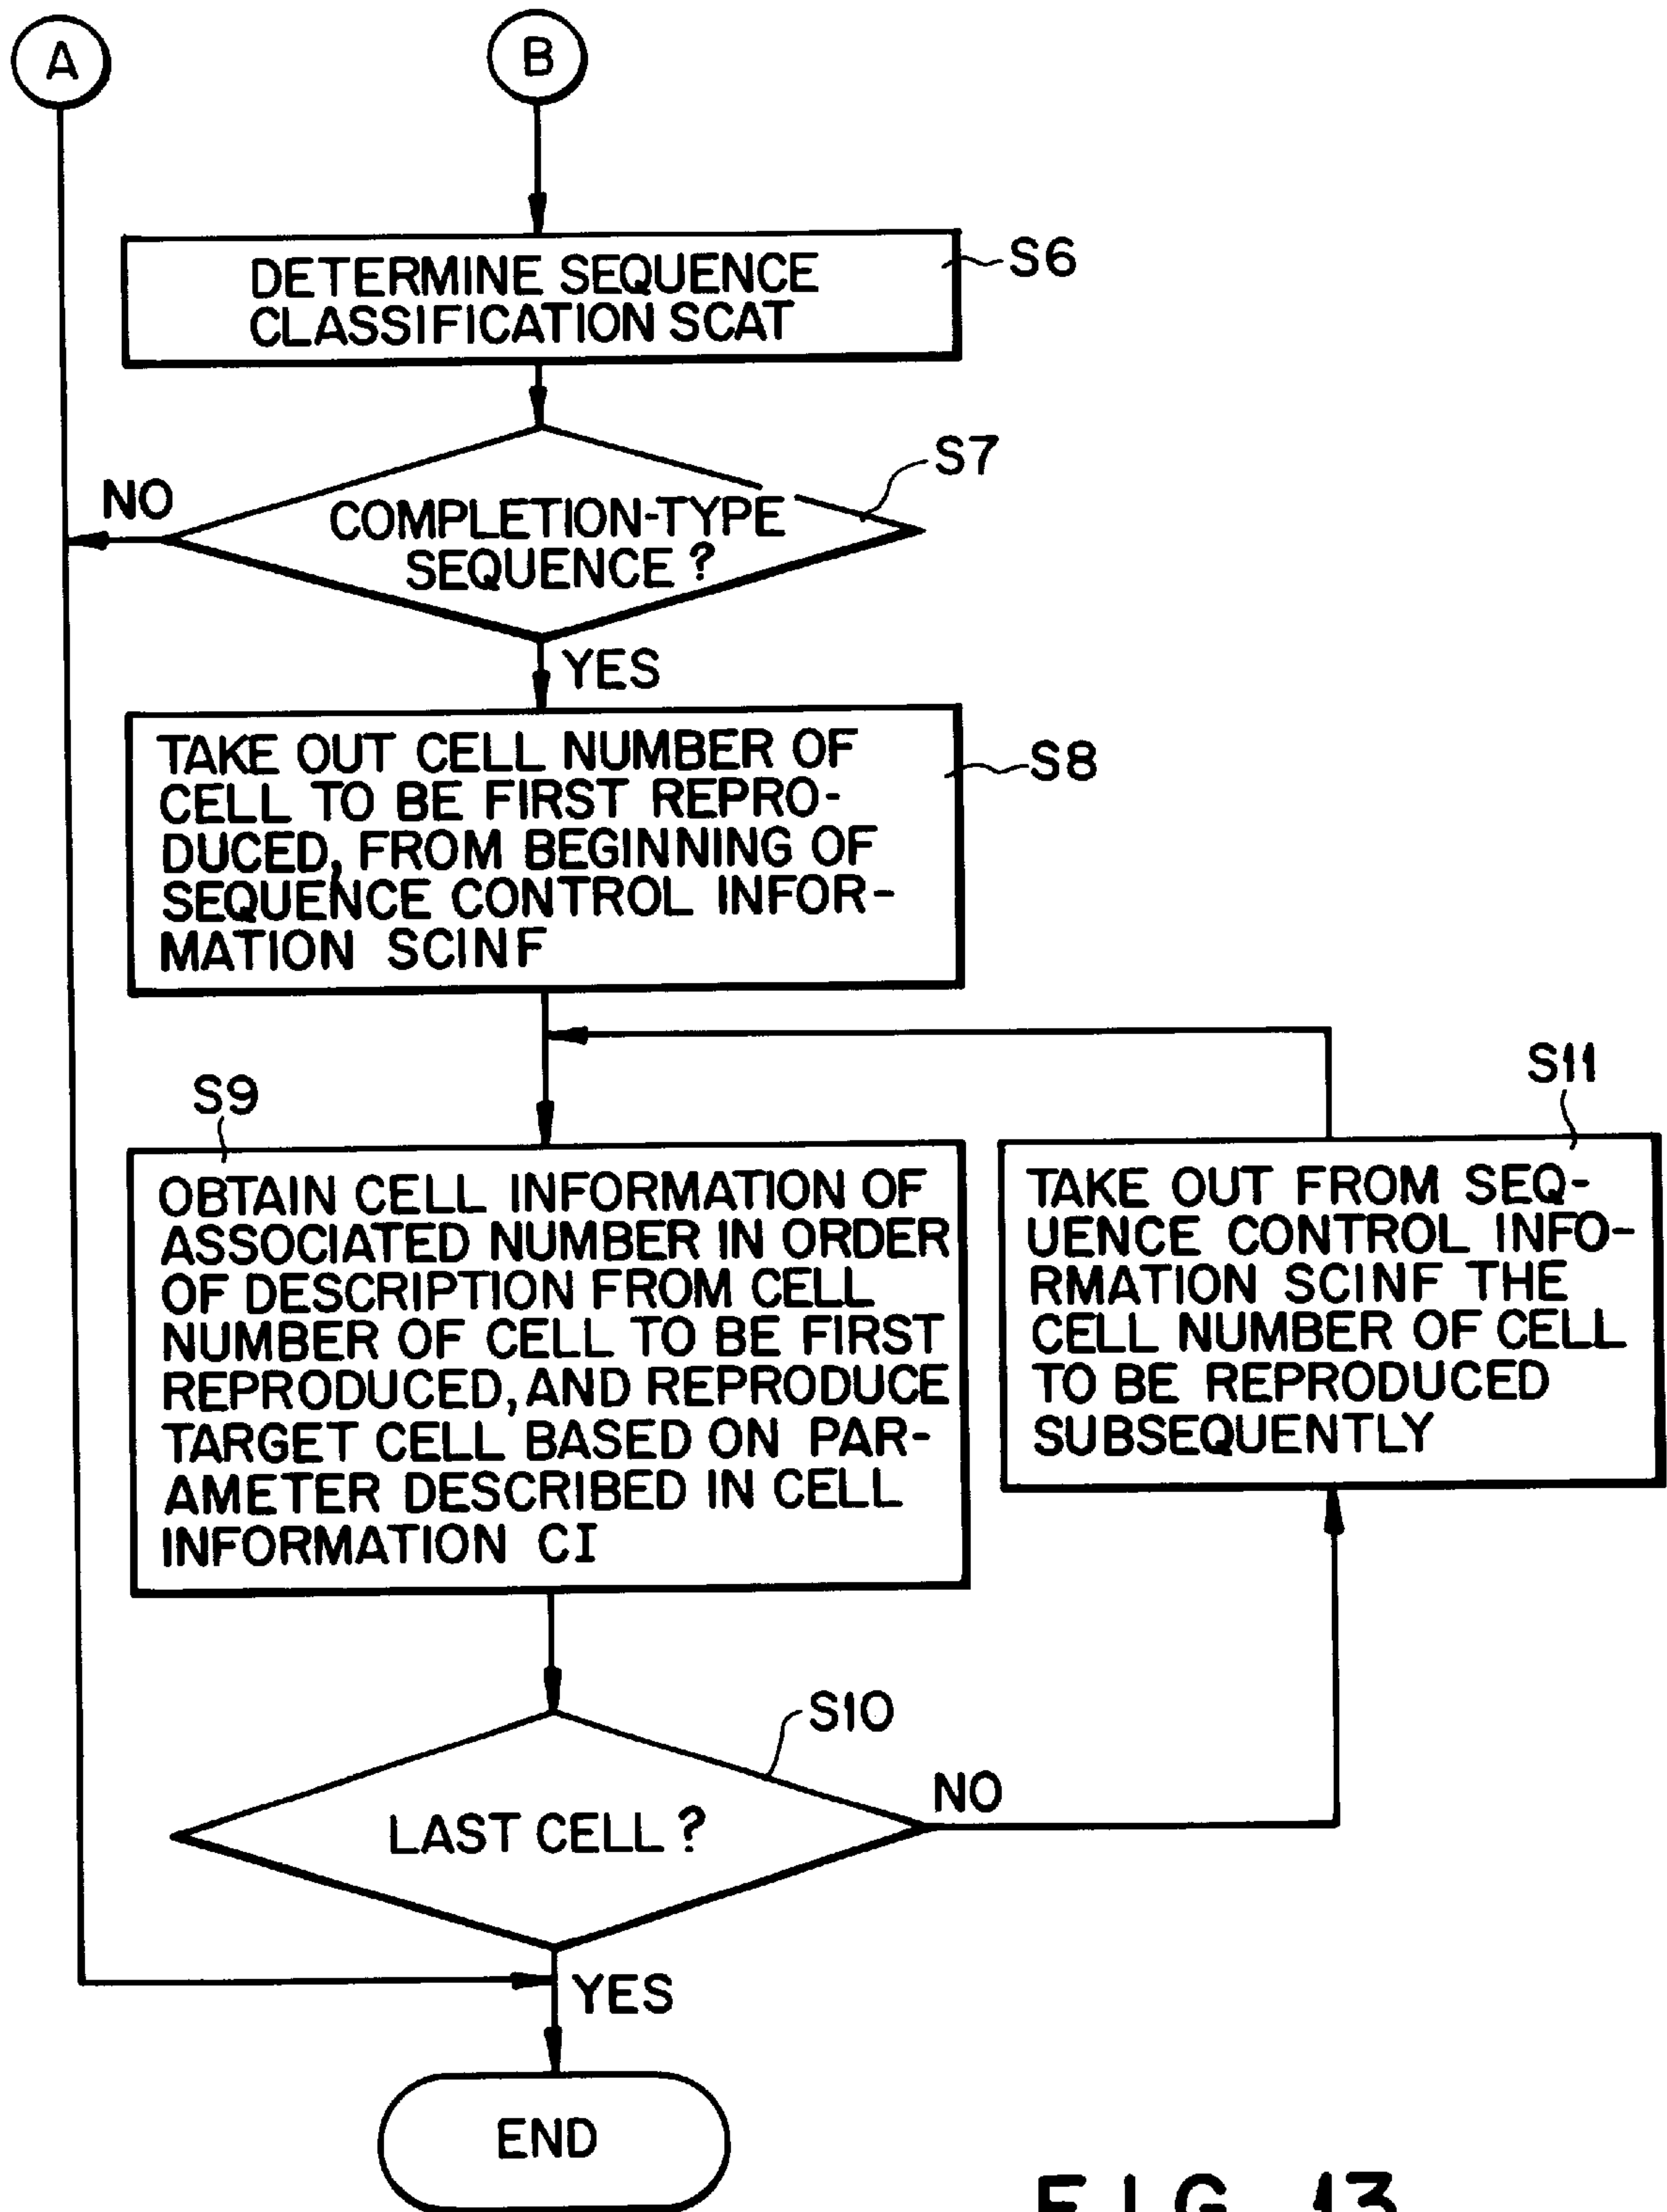 A
B
DETERMINE SEQUENCE
CLASSIFICATION SCAT
S6
S7
NO
COMPLETION-TYPE
SEQUENCE ?
YES
TAKE OUT CELL NUMBER OF
CELL TO BE FIRST REPRO-
DUCED, FROM BEGINNING OF
SEQUENCE CONTROL INFOR-
MATION SCINF
S8
S9
OBTAIN CELL INFORMATION OF
ASSOCIATED NUMBER IN ORDER
OF DESCRIPTION FROM CELL
NUMBER OF CELL TO BE FIRST
REPRODUCED, AND REPRODUCE
TARGET CELL BASED ON PAR-
AMETER DESCRIBED IN CELL
INFORMATION CI
S11
TAKE OUT FROM SEQ-
UENCE CONTROL INFO-
RMATION SCINF THE
CELL NUMBER OF CELL
TO BE REPRODUCED
SUBSEQUENTLY
S10
LAST CELL ?
NO
YES
END
FIG. 13